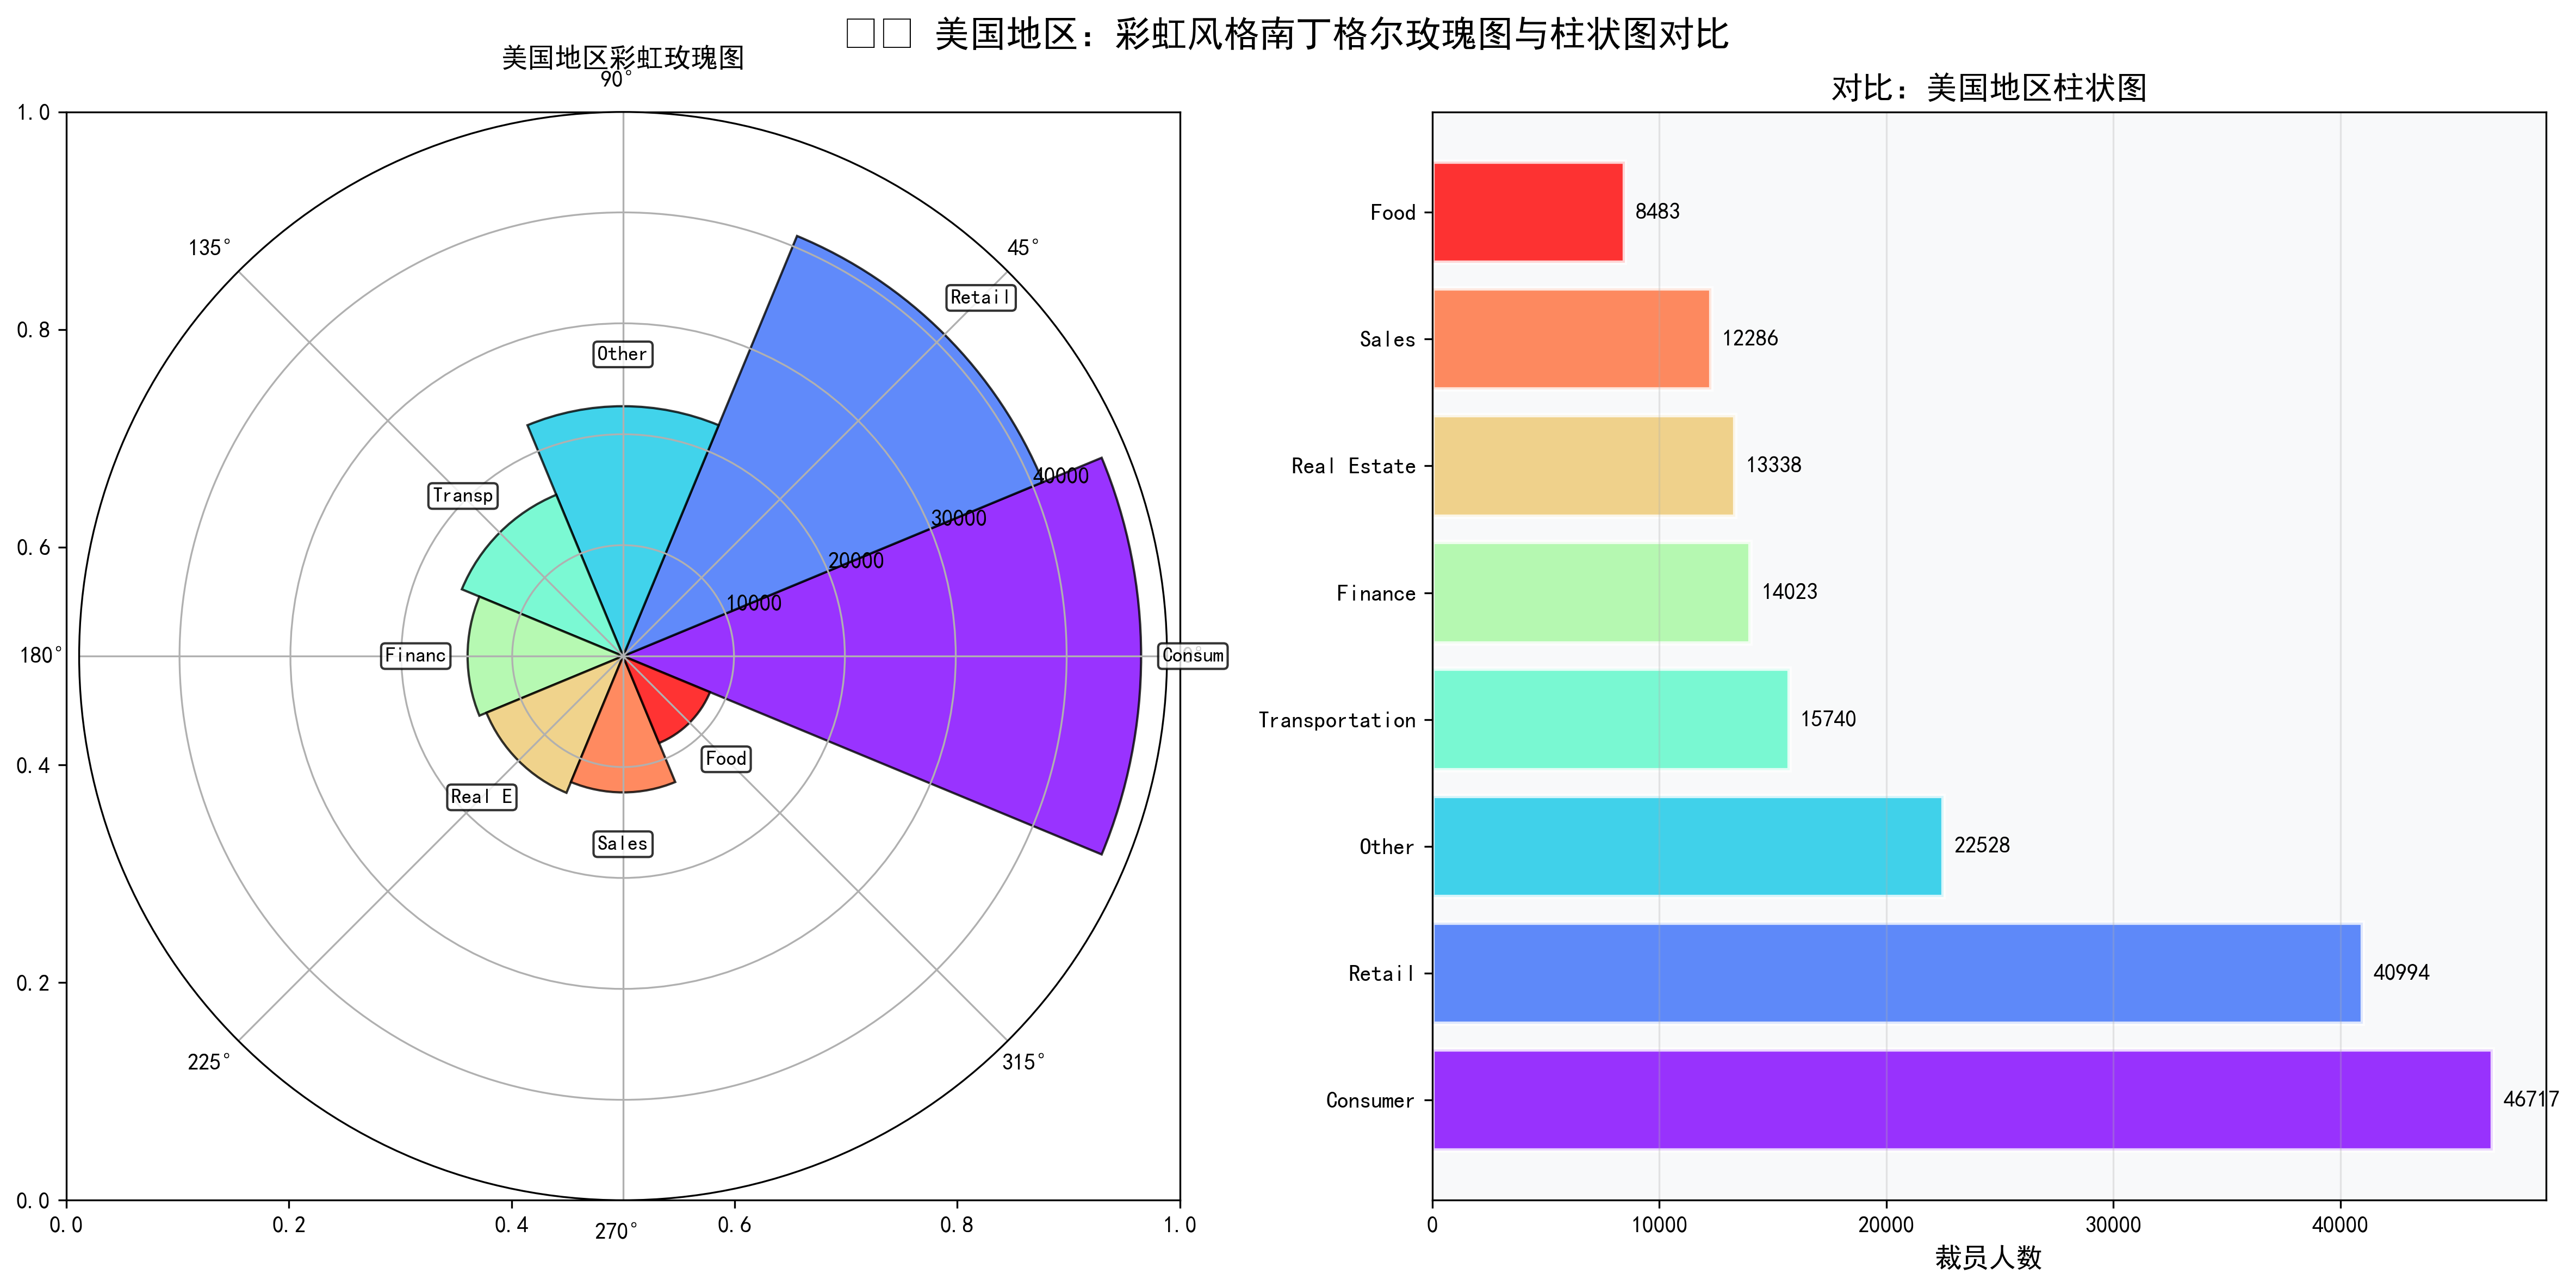 □□ 美国地区：彩虹风格南丁格尔玫瑰图与柱状图对比
美国地区彩虹玫瑰图
90°
135°
45°
180°
225°
270°
315°
Retail
Other
Transp
Financ
Real E
Sales
Food
Consum
40000
30000
20000
10000
1.0
0.8
0.6
0.4
0.2
0.0
0.0 0.2 0.4 0.6 0.8 1.0
对比：美国地区柱状图
Food 8483
Sales 12286
Real Estate 13338
Finance 14023
Transportation 15740
Other 22528
Retail 40994
Consumer 46717
0 10000 20000 30000 40000
裁员人数